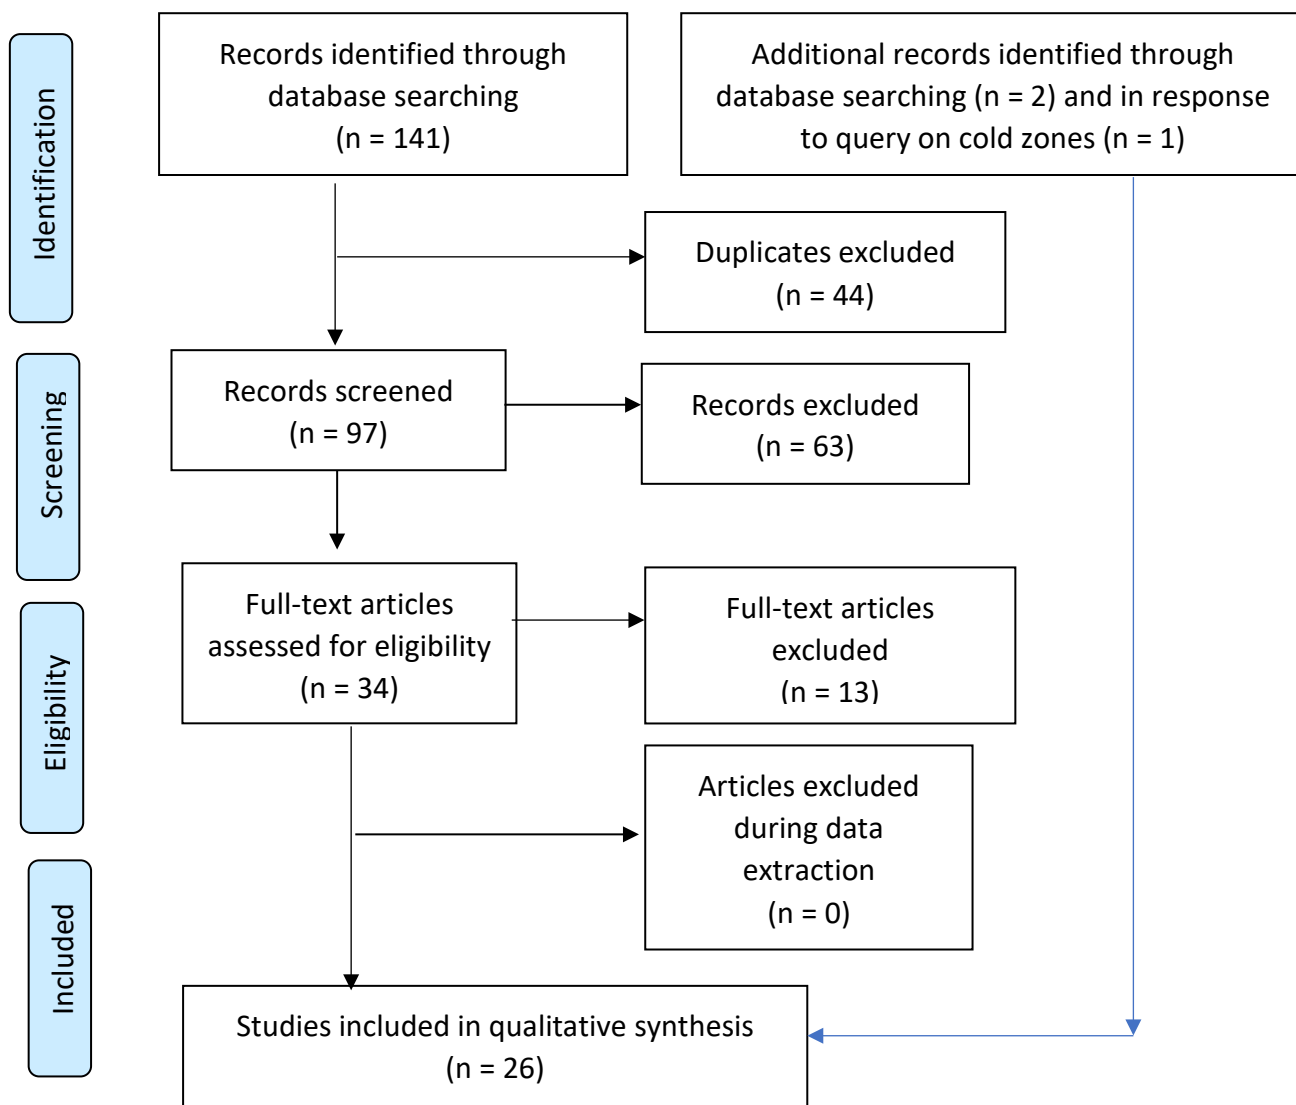 Identification
Records identified through
database searching
(n = 141)
Additional records identified through
database searching (n = 2) and in response
to query on cold zones (n = 1)
Duplicates excluded
(n = 44)
Screening
Records screened
(n = 97)
Records excluded
(n = 63)
Eligibility
Full-text articles
assessed for eligibility
(n = 34)
Full-text articles
excluded
(n = 13)
Articles excluded
during data
extraction
(n = 0)
Included
Studies included in qualitative synthesis
(n = 26)